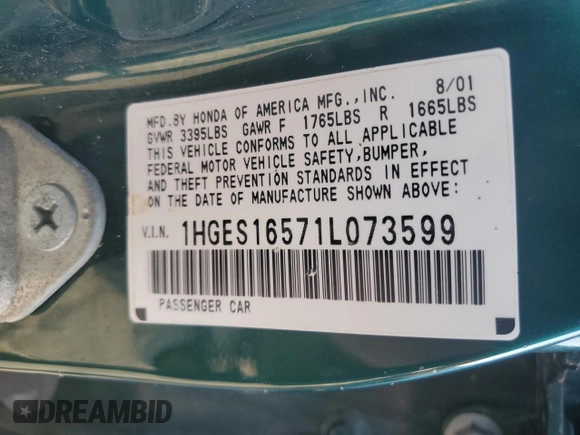 MFD.BY HONDA OF AMERICA MFG.,INC. 8/01
GVWR 3395LBS GAWR F 1765LBS R 1665LBS
THIS VEHICLE CONFORMS TO ALL APPLICABLE
FEDERAL MOTOR VEHICLE SAFETY,BUMPER,
AND THEFT PREVENTION STANDARDS IN EFFECT
ON THE DATE OF MANUFACTURE SHOWN ABOVE:
V.I.N. 1HGES16571L073599
PASSENGER CAR
DREAMBID